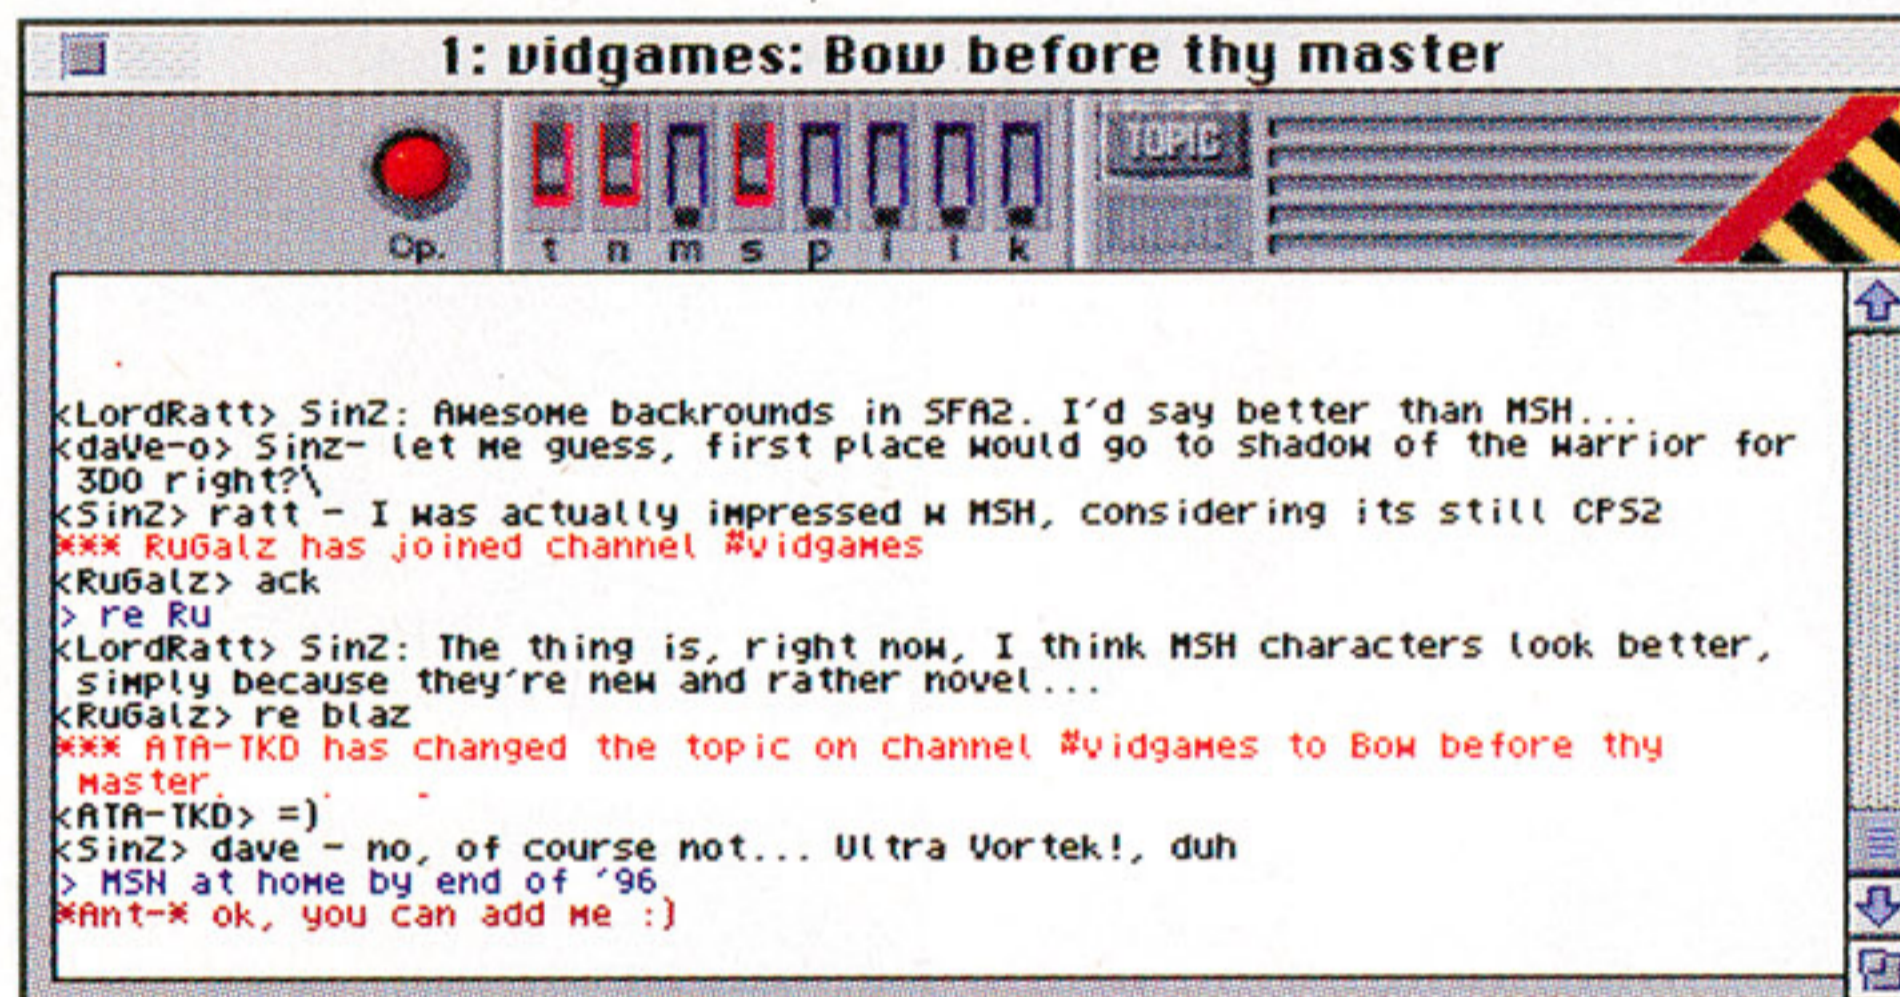 1: vidgames: Bow before thy master
TOPIC
Op. t n m s p i l k
<LordRatt> SinZ: Awesome backrounds in SFA2. I'd say better than MSH...
<daVe-o> Sinz- let me guess, first place would go to shadow of the warrior for
3DO right?\
<SinZ> ratt - I was actually impressed w MSH, considering its still CPS2
*** RuGalz has joined channel #vidgames
<RuGalz> ack
> re Ru
<LordRatt> SinZ: The thing is, right now, I think MSH characters look better,
simply because they're new and rather novel...
<RuGalz> re blaz
*** ATA-TKD has changed the topic on channel #vidgames to Bow before thy
master.
<ATA-TKD> =)
<SinZ> dave - no, of course not... Ultra Vortek!, duh
> MSN at home by end of '96
*Ant-* ok, you can add me :)